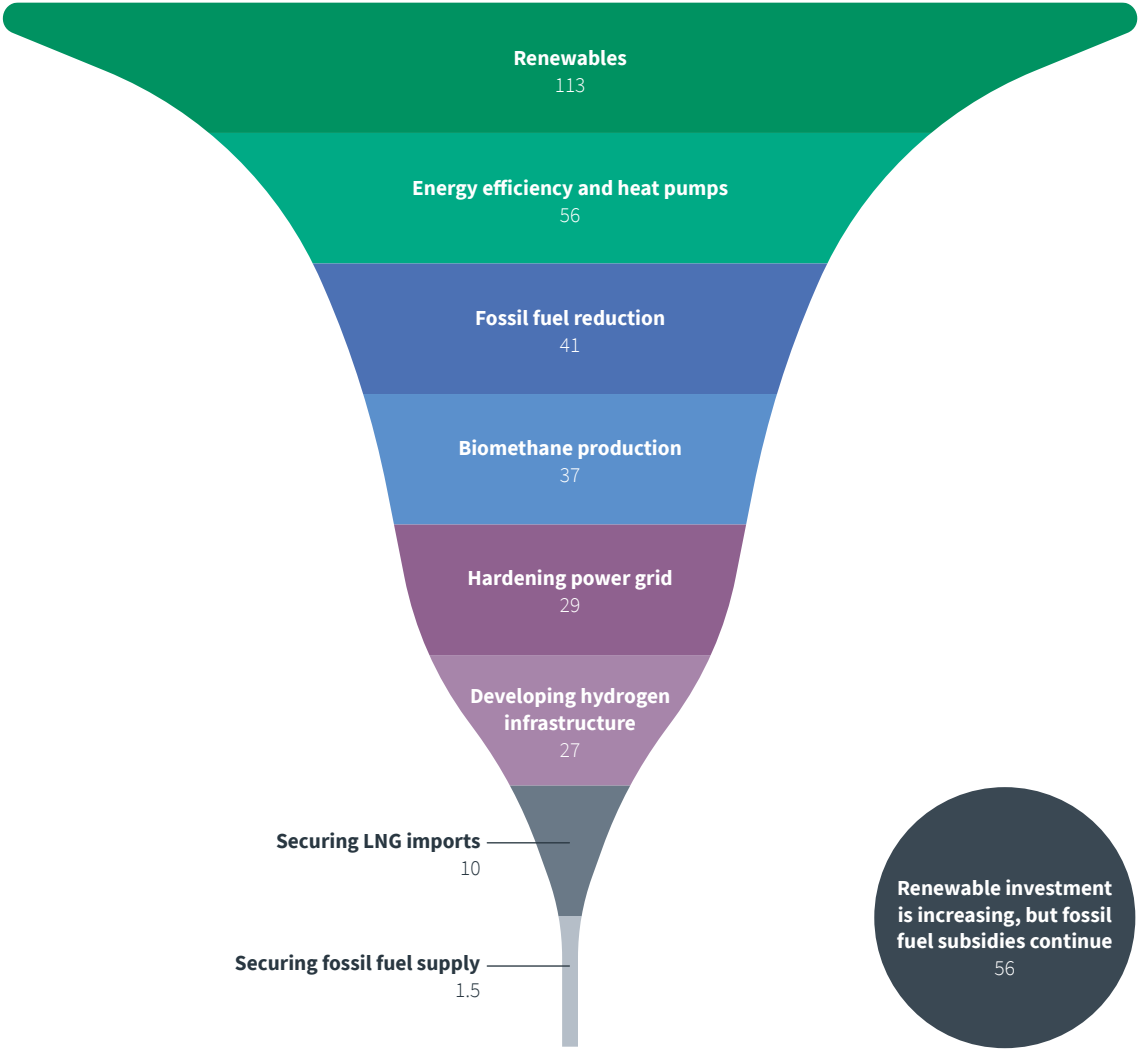 Renewables
113
Energy efficiency and heat pumps
56
Fossil fuel reduction
41
Biomethane production
37
Hardening power grid
29
Developing hydrogen
infrastructure
27
Securing LNG imports
10
Securing fossil fuel supply
1.5
Renewable investment
is increasing, but fossil
fuel subsidies continue
56